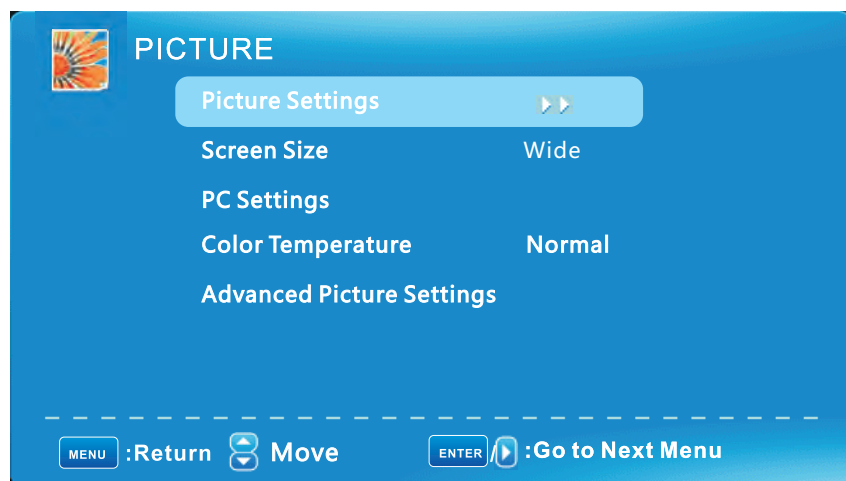 PICTURE
Picture Settings
Screen Size Wide
PC Settings
Color Temperature Normal
Advanced Picture Settings
MENU :Return Move ENTER / :Go to Next Menu